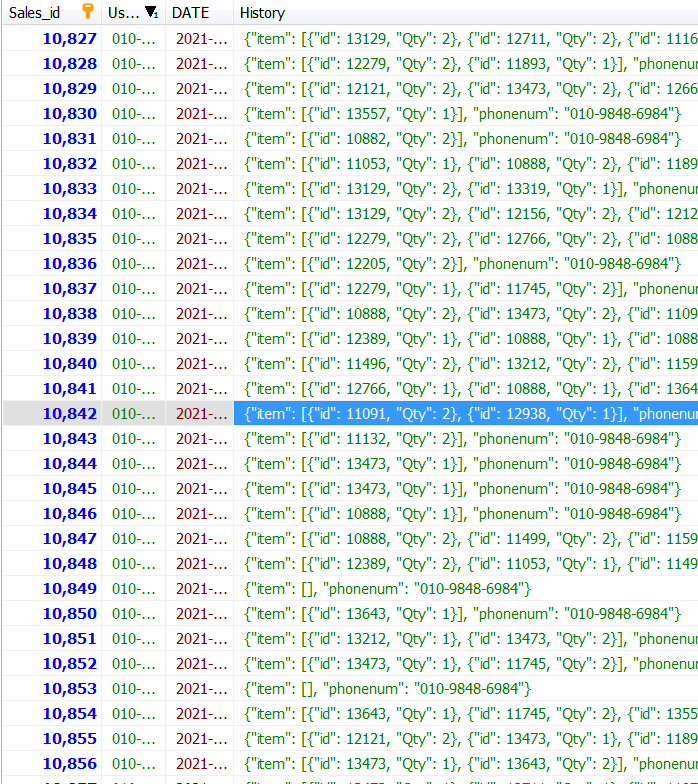 Sales_id Us... 1 DATE History
10,827 010-... 2021-... {"item": [{"id": 13129, "Qty": 2}, {"id": 12711, "Qty": 2}, {"id": 1116
10,828 010-... 2021-... {"item": [{"id": 12279, "Qty": 2}, {"id": 11893, "Qty": 1}], "phonenum
10,829 010-... 2021-... {"item": [{"id": 12121, "Qty": 2}, {"id": 13473, "Qty": 2}, {"id": 1266
10,830 010-... 2021-... {"item": [{"id": 13557, "Qty": 1}], "phonenum": "010-9848-6984"}
10,831 010-... 2021-... {"item": [{"id": 10882, "Qty": 2}], "phonenum": "010-9848-6984"}
10,832 010-... 2021-... {"item": [{"id": 11053, "Qty": 1}, {"id": 10888, "Qty": 2}, {"id": 1189
10,833 010-... 2021-... {"item": [{"id": 13129, "Qty": 2}, {"id": 13319, "Qty": 1}], "phonenum
10,834 010-... 2021-... {"item": [{"id": 13129, "Qty": 2}, {"id": 12156, "Qty": 2}, {"id": 1212
10,835 010-... 2021-... {"item": [{"id": 12279, "Qty": 2}, {"id": 12766, "Qty": 2}, {"id": 1088
10,836 010-... 2021-... {"item": [{"id": 12205, "Qty": 2}], "phonenum": "010-9848-6984"}
10,837 010-... 2021-... {"item": [{"id": 12279, "Qty": 1}, {"id": 11745, "Qty": 2}], "phonenum
10,838 010-... 2021-... {"item": [{"id": 10888, "Qty": 2}, {"id": 13473, "Qty": 2}, {"id": 1109
10,839 010-... 2021-... {"item": [{"id": 12389, "Qty": 1}, {"id": 10888, "Qty": 1}, {"id": 1088
10,840 010-... 2021-... {"item": [{"id": 11496, "Qty": 2}, {"id": 13212, "Qty": 2}, {"id": 1159
10,841 010-... 2021-... {"item": [{"id": 12766, "Qty": 1}, {"id": 10888, "Qty": 1}, {"id": 1364
10,842 010-... 2021-... {"item": [{"id": 11091, "Qty": 2}, {"id": 12938, "Qty": 1}], "phonenum
10,843 010-... 2021-... {"item": [{"id": 11132, "Qty": 2}], "phonenum": "010-9848-6984"}
10,844 010-... 2021-... {"item": [{"id": 13473, "Qty": 1}], "phonenum": "010-9848-6984"}
10,845 010-... 2021-... {"item": [{"id": 13473, "Qty": 1}], "phonenum": "010-9848-6984"}
10,846 010-... 2021-... {"item": [{"id": 10888, "Qty": 1}], "phonenum": "010-9848-6984"}
10,847 010-... 2021-... {"item": [{"id": 10888, "Qty": 2}, {"id": 11499, "Qty": 2}, {"id": 1159
10,848 010-... 2021-... {"item": [{"id": 12389, "Qty": 2}, {"id": 11053, "Qty": 1}, {"id": 1149
10,849 010-... 2021-... {"item": [], "phonenum": "010-9848-6984"}
10,850 010-... 2021-... {"item": [{"id": 13643, "Qty": 1}], "phonenum": "010-9848-6984"}
10,851 010-... 2021-... {"item": [{"id": 13212, "Qty": 1}, {"id": 13473, "Qty": 2}], "phonenum
10,852 010-... 2021-... {"item": [{"id": 13473, "Qty": 1}, {"id": 11745, "Qty": 2}], "phonenum
10,853 010-... 2021-... {"item": [], "phonenum": "010-9848-6984"}
10,854 010-... 2021-... {"item": [{"id": 13643, "Qty": 1}, {"id": 11745, "Qty": 2}, {"id": 1355
10,855 010-... 2021-... {"item": [{"id": 12121, "Qty": 2}, {"id": 13473, "Qty": 1}, {"id": 1189
10,856 010-... 2021-... {"item": [{"id": 13473, "Qty": 1}, {"id": 13643, "Qty": 2}], "phonenum